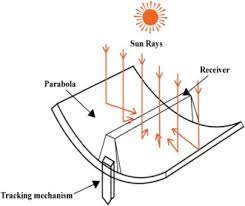 Sun Rays
Receiver
Parabola
Tracking mechanism